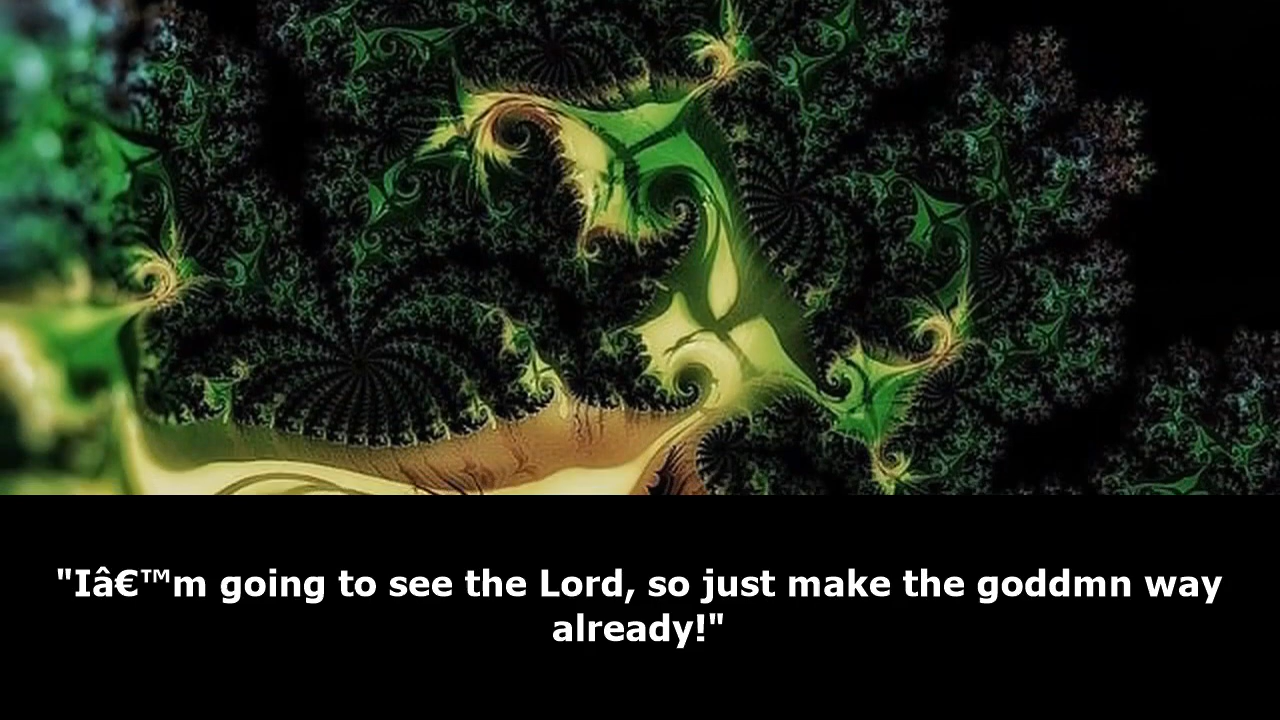 "Iâ€™m going to see the Lord, so just make the goddmn way
already!"